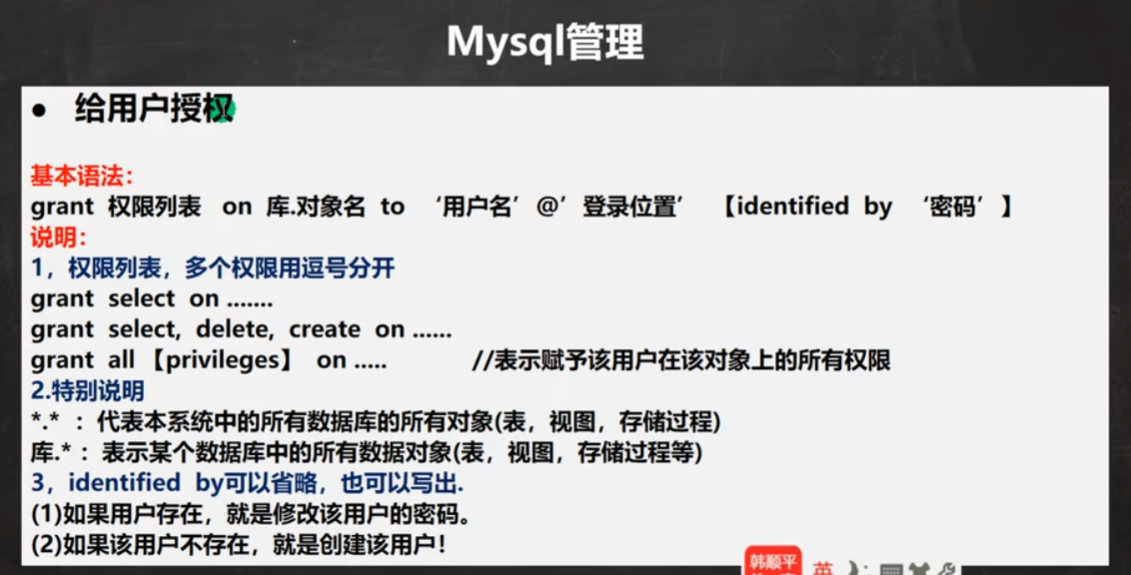 Mysql管理
● 给用户授权
基本语法:
grant 权限列表 on 库.对象名 to ‘用户名’@’登录位置’ 【identified by ‘密码’】
说明:
1，权限列表，多个权限用逗号分开
grant select on .......
grant select, delete, create on ......
grant all 【privileges】 on ..... //表示赋予该用户在该对象上的所有权限
2.特别说明
*.* ：代表本系统中的所有数据库的所有对象(表，视图，存储过程)
库.* ：表示某个数据库中的所有数据对象(表，视图，存储过程等)
3，identified by可以省略，也可以写出.
(1)如果用户存在，就是修改该用户的密码。
(2)如果该用户不存在，就是创建该用户！
韩顺平
英